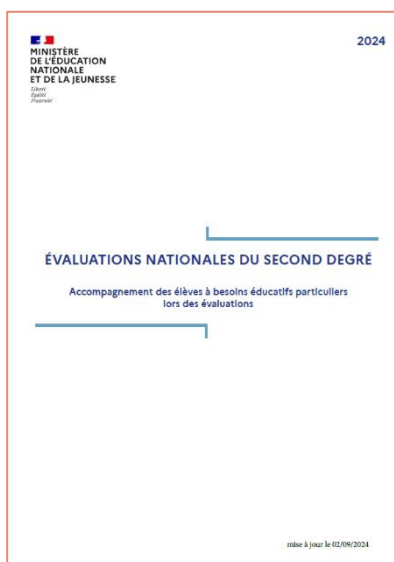 2024
MINISTÈRE
DE L'ÉDUCATION
NATIONALE
ET DE LA JEUNESSE
Liberté
Égalité
Fraternité
ÉVALUATIONS NATIONALES DU SECOND DEGRÉ
Accompagnement des élèves à besoins éducatifs particuliers
lors des évaluations
mise à jour le 02/09/2024